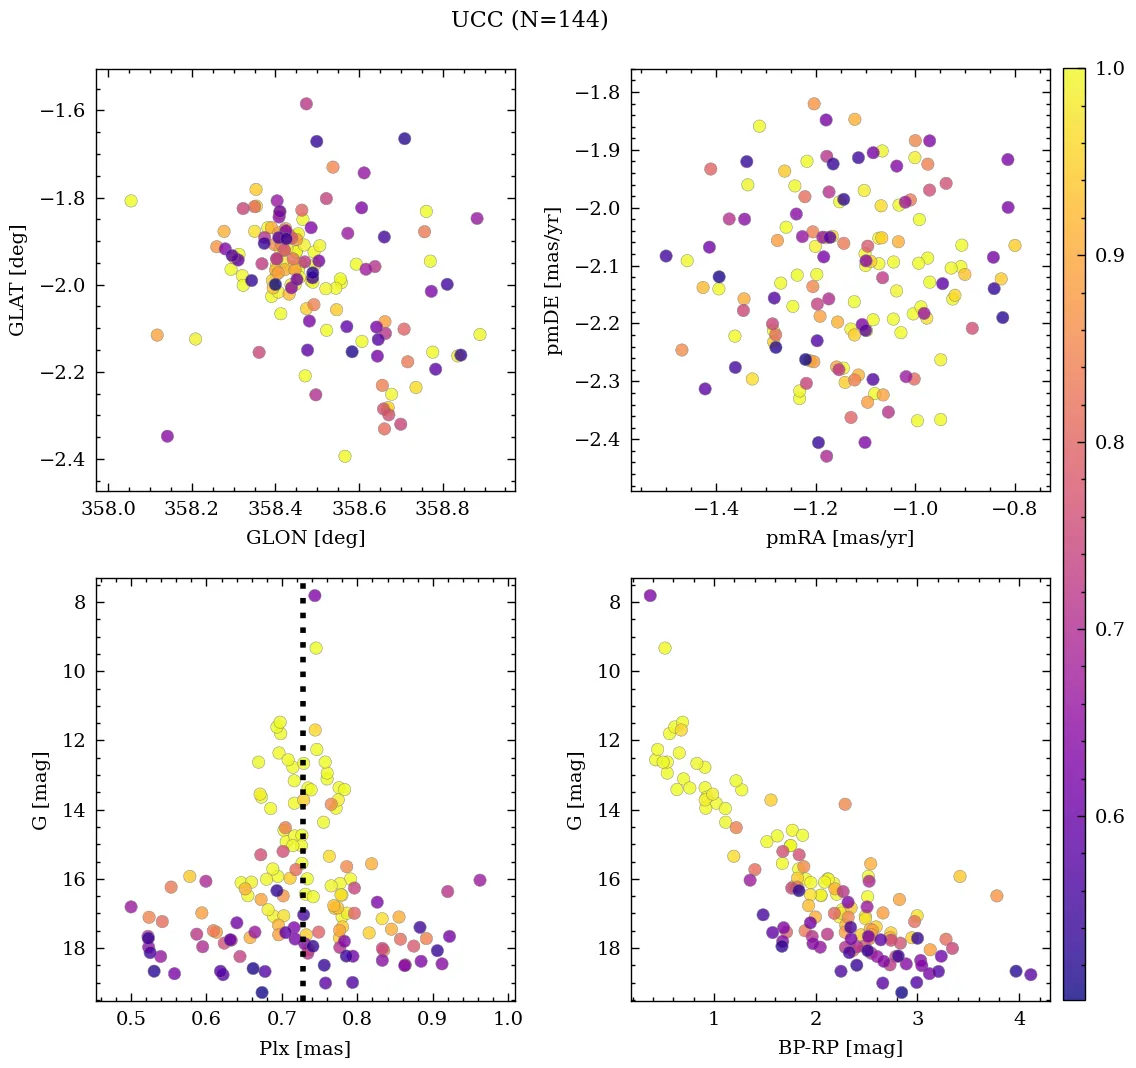 UCC (N=144)
−1.6
−1.8
−2.0
−2.2
−2.4
GLAT [deg]
358.0 358.2 358.4 358.6 358.8
GLON [deg]
−1.8
−1.9
−2.0
−2.1
−2.2
−2.3
−2.4
pmDE [mas/yr]
−1.4 −1.2 −1.0 −0.8
pmRA [mas/yr]
1.0
0.9
0.8
0.7
0.6
8
10
12
14
16
18
G [mag]
0.5 0.6 0.7 0.8 0.9 1.0
Plx [mas]
8
10
12
14
16
18
G [mag]
1 2 3 4
BP-RP [mag]